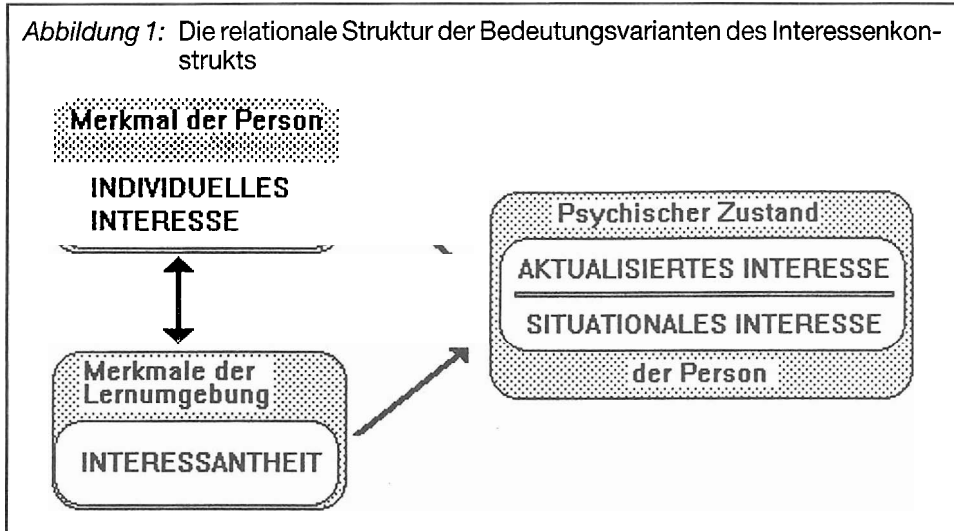 Abbildung 1: Die relationale Struktur der Bedeutungsvarianten des Interessenkon-
strukts
Merkmal der Person
INDIVIDUELLES
INTERESSE
Psychischer Zustand
AKTUALISIERTES INTERESSE
SITUATIONALES INTERESSE
der Person
Merkmale der
Lernumgebung
INTERESSANTHEIT